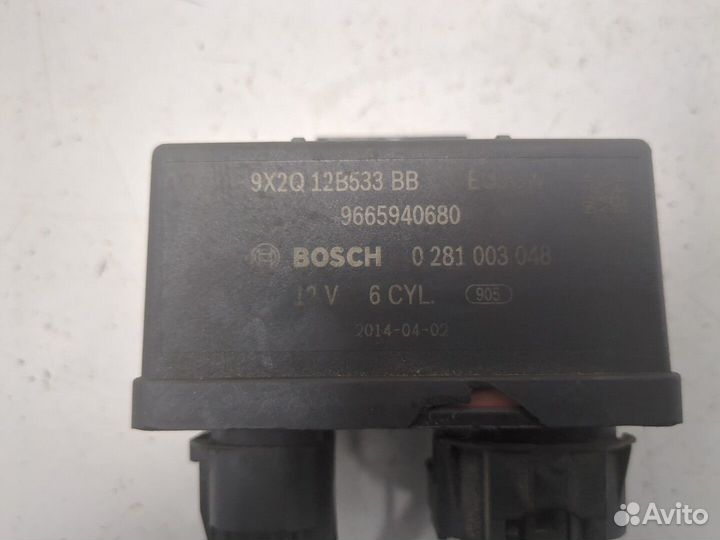 9X2Q 12B533 BB
9665940680
BOSCH 0 281 003 048
12 V 6 CYL. 905
2014-04-02
Avito